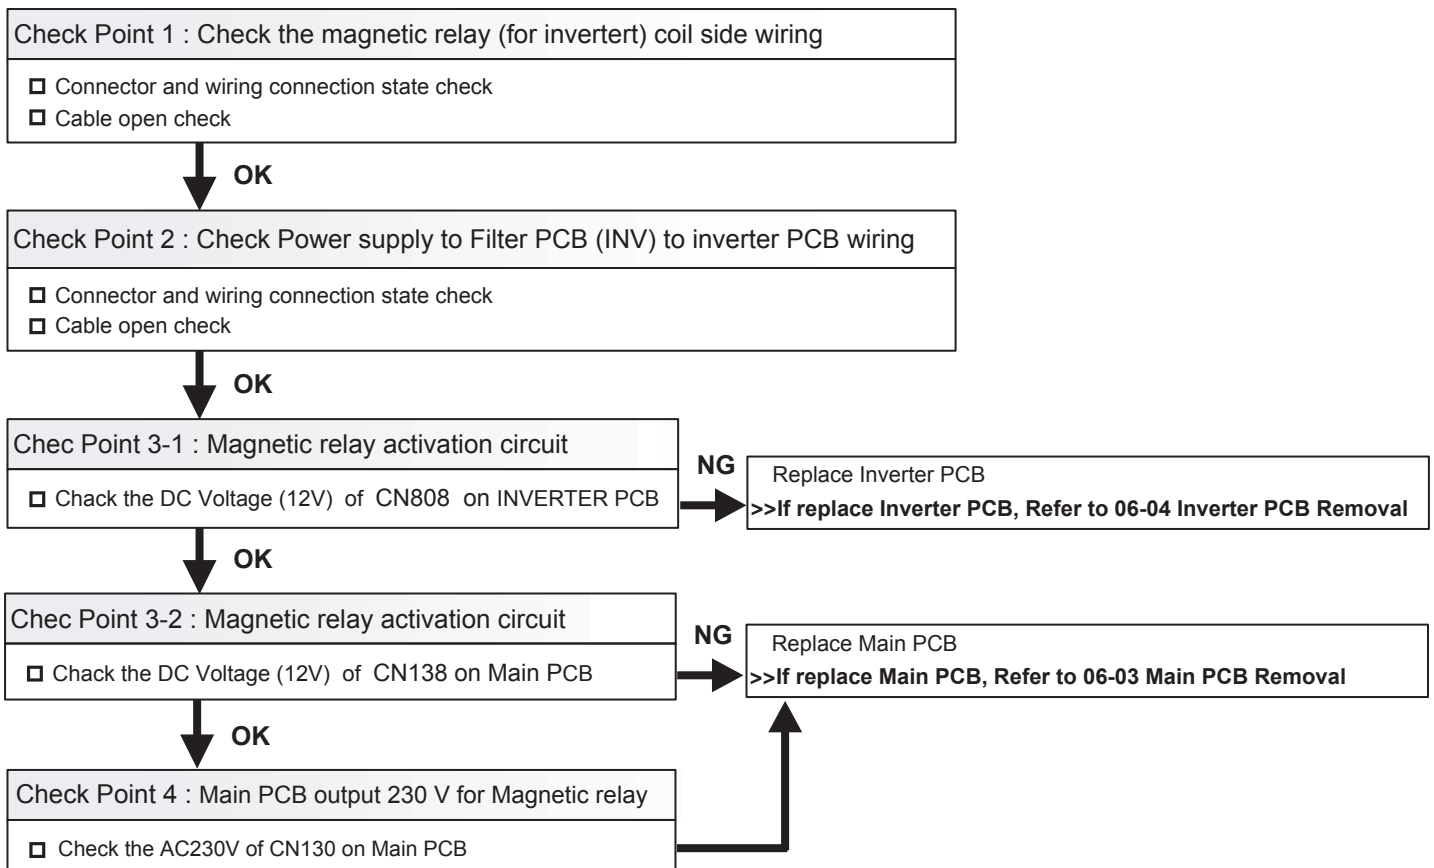 Check Point 1 : Check the magnetic relay (for invertert) coil side wiring
Connector and wiring connection state check
Cable open check
OK
Check Point 2 : Check Power supply to Filter PCB (INV) to inverter PCB wiring
Connector and wiring connection state check
Cable open check
OK
Chec Point 3-1 : Magnetic relay activation circuit
Chack the DC Voltage (12V) of CN808 on INVERTER PCB
NG
Replace Inverter PCB
>>If replace Inverter PCB, Refer to 06-04 Inverter PCB Removal
OK
Chec Point 3-2 : Magnetic relay activation circuit
Chack the DC Voltage (12V) of CN138 on Main PCB
NG
Replace Main PCB
>>If replace Main PCB, Refer to 06-03 Main PCB Removal
OK
Check Point 4 : Main PCB output 230 V for Magnetic relay
Check the AC230V of CN130 on Main PCB